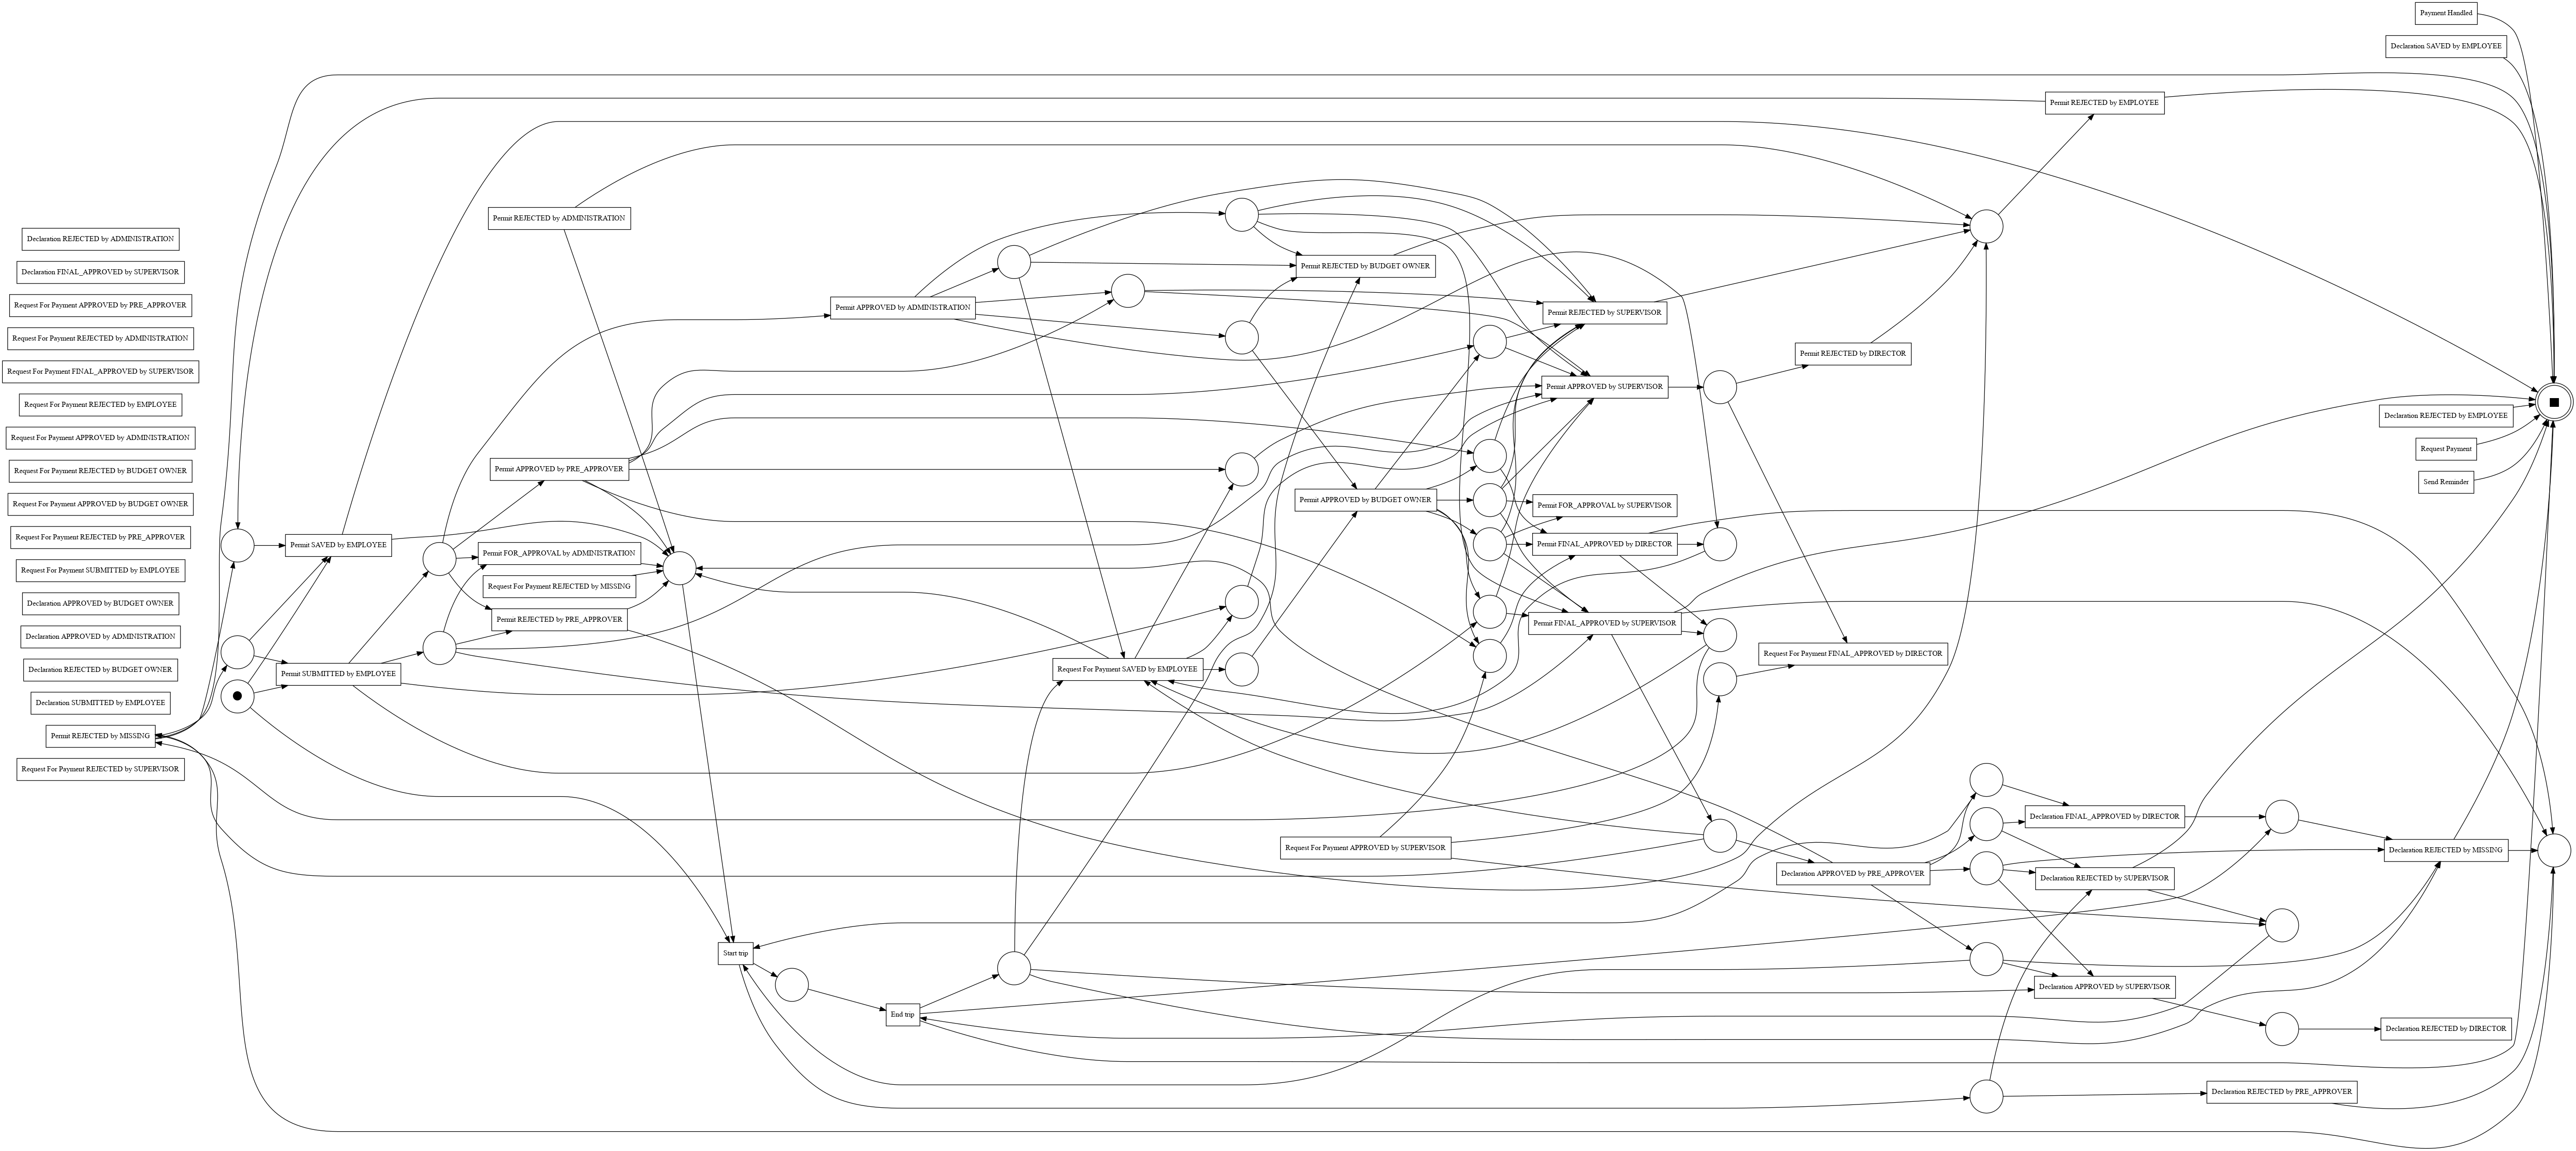 Payment Handled
Declaration SAVED by EMPLOYEE
Permit REJECTED by EMPLOYEE
Permit REJECTED by ADMINISTRATION
Declaration REJECTED by ADMINISTRATION
Permit REJECTED by BUDGET OWNER
Declaration FINAL_APPROVED by SUPERVISOR
Request For Payment APPROVED by PRE_APPROVER
Permit APPROVED by ADMINISTRATION
Permit REJECTED by SUPERVISOR
Request For Payment REJECTED by ADMINISTRATION
Permit REJECTED by DIRECTOR
Request For Payment FINAL_APPROVED by SUPERVISOR
Permit APPROVED by SUPERVISOR
Request For Payment REJECTED by EMPLOYEE
Declaration REJECTED by EMPLOYEE
Request For Payment APPROVED by ADMINISTRATION
Request Payment
Permit APPROVED by PRE_APPROVER
Request For Payment REJECTED by BUDGET OWNER
Send Reminder
Permit APPROVED by BUDGET OWNER
Request For Payment APPROVED by BUDGET OWNER
Permit FOR_APPROVAL by SUPERVISOR
Request For Payment REJECTED by PRE_APPROVER
Permit SAVED by EMPLOYEE
Permit FINAL_APPROVED by DIRECTOR
Permit FOR_APPROVAL by ADMINISTRATION
Request For Payment SUBMITTED by EMPLOYEE
Request For Payment REJECTED by MISSING
Declaration APPROVED by BUDGET OWNER
Permit REJECTED by PRE_APPROVER
Permit FINAL_APPROVED by SUPERVISOR
Declaration APPROVED by ADMINISTRATION
Request For Payment FINAL_APPROVED by DIRECTOR
Declaration REJECTED by BUDGET OWNER
Permit SUBMITTED by EMPLOYEE
Request For Payment SAVED by EMPLOYEE
Declaration SUBMITTED by EMPLOYEE
Permit REJECTED by MISSING
Request For Payment REJECTED by SUPERVISOR
Declaration FINAL_APPROVED by DIRECTOR
Request For Payment APPROVED by SUPERVISOR
Declaration REJECTED by MISSING
Declaration APPROVED by PRE_APPROVER
Declaration REJECTED by SUPERVISOR
Start trip
Declaration APPROVED by SUPERVISOR
End trip
Declaration REJECTED by DIRECTOR
Declaration REJECTED by PRE_APPROVER